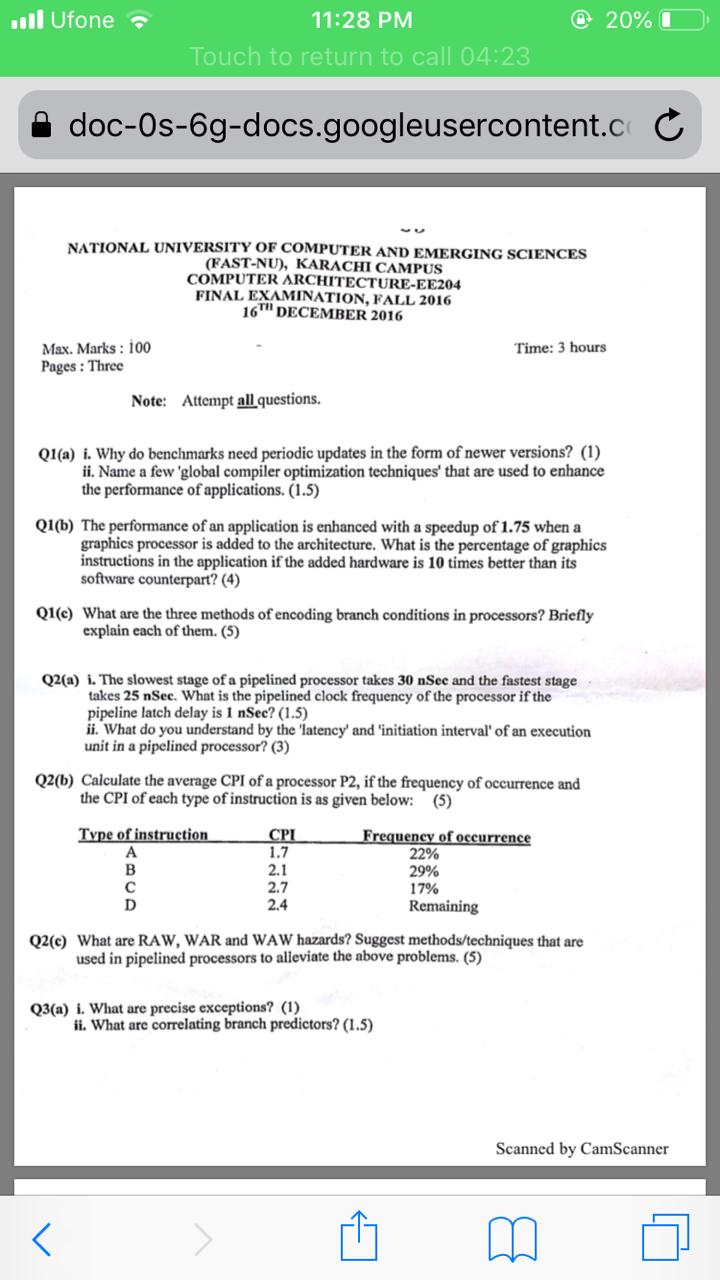 Ufone 11:28 PM 20%
Touch to return to call 04:23
doc-0s-6g-docs.googleusercontent.c
NATIONAL UNIVERSITY OF COMPUTER AND EMERGING SCIENCES
(FAST-NU), KARACHI CAMPUS
COMPUTER ARCHITECTURE-EE204
FINAL EXAMINATION, FALL 2016
16TH DECEMBER 2016
Max. Marks : 100 Time: 3 hours
Pages : Three
Note: Attempt all questions.
Q1(a) i. Why do benchmarks need periodic updates in the form of newer versions? (1)
ii. Name a few 'global compiler optimization techniques' that are used to enhance
the performance of applications. (1.5)
Q1(b) The performance of an application is enhanced with a speedup of 1.75 when a
graphics processor is added to the architecture. What is the percentage of graphics
instructions in the application if the added hardware is 10 times better than its
software counterpart? (4)
Q1(c) What are the three methods of encoding branch conditions in processors? Briefly
explain each of them. (5)
Q2(a) i. The slowest stage of a pipelined processor takes 30 nSec and the fastest stage
takes 25 nSec. What is the pipelined clock frequency of the processor if the
pipeline latch delay is 1 nSec? (1.5)
ii. What do you understand by the 'latency' and 'initiation interval' of an execution
unit in a pipelined processor? (3)
Q2(b) Calculate the average CPI of a processor P2, if the frequency of occurrence and
the CPI of each type of instruction is as given below: (5)
Type of instruction CPI Frequency of occurrence
A 1.7 22%
B 2.1 29%
C 2.7 17%
D 2.4 Remaining
Q2(c) What are RAW, WAR and WAW hazards? Suggest methods/techniques that are
used in pipelined processors to alleviate the above problems. (5)
Q3(a) i. What are precise exceptions? (1)
ii. What are correlating branch predictors? (1.5)
Scanned by CamScanner